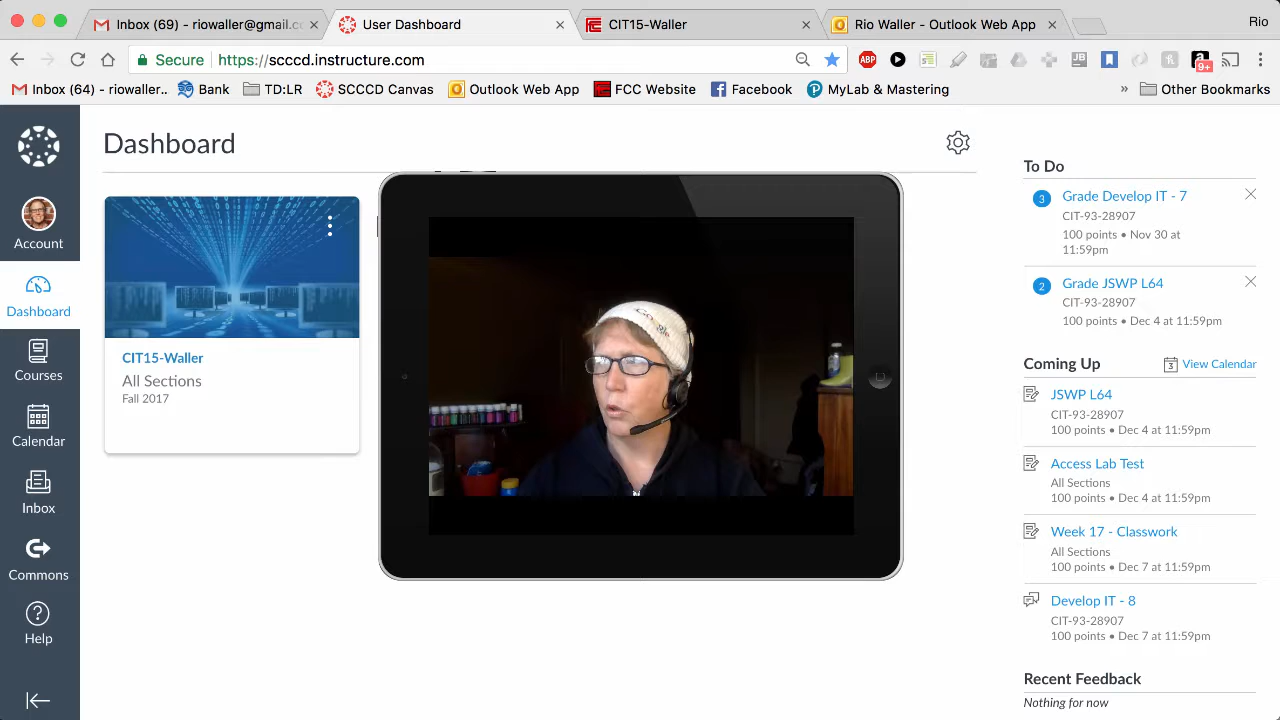 Inbox (69) - riowaller@gmail.c
User Dashboard
CIT15-Waller
Rio Waller - Outlook Web App
Rio
Secure
https://scccd.instructure.com
ABP
JB
9+
Inbox (64) - riowaller..
Bank
TD:LR
SCCCD Canvas
Outlook Web App
FCC Website
Facebook
MyLab & Mastering
»
Other Bookmarks
Account
Dashboard
Courses
Calendar
Inbox
Commons
Help
Dashboard
CIT15-Waller
All Sections
Fall 2017
To Do
3
Grade Develop IT - 7
CIT-93-28907
100 points • Nov 30 at
11:59pm
2
Grade JSWP L64
CIT-93-28907
100 points • Dec 4 at 11:59pm
Coming Up
3
View Calendar
JSWP L64
CIT-93-28907
100 points • Dec 4 at 11:59pm
Access Lab Test
All Sections
100 points • Dec 4 at 11:59pm
Week 17 - Classwork
All Sections
100 points • Dec 7 at 11:59pm
Develop IT - 8
CIT-93-28907
100 points • Dec 7 at 11:59pm
Recent Feedback
Nothing for now